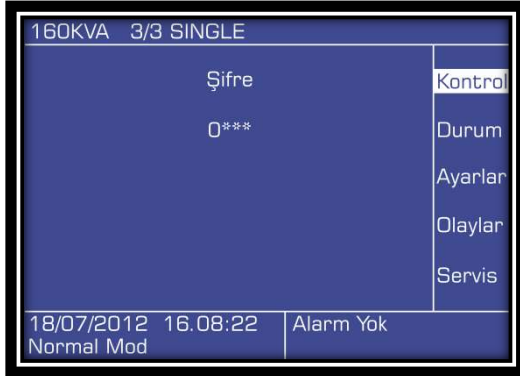 160KVA 3/3 SINGLE
Şifre
0***
Kontrol
Durum
Ayarlar
Olaylar
Servis
18/07/2012 16.08:22
Normal Mod
Alarm Yok